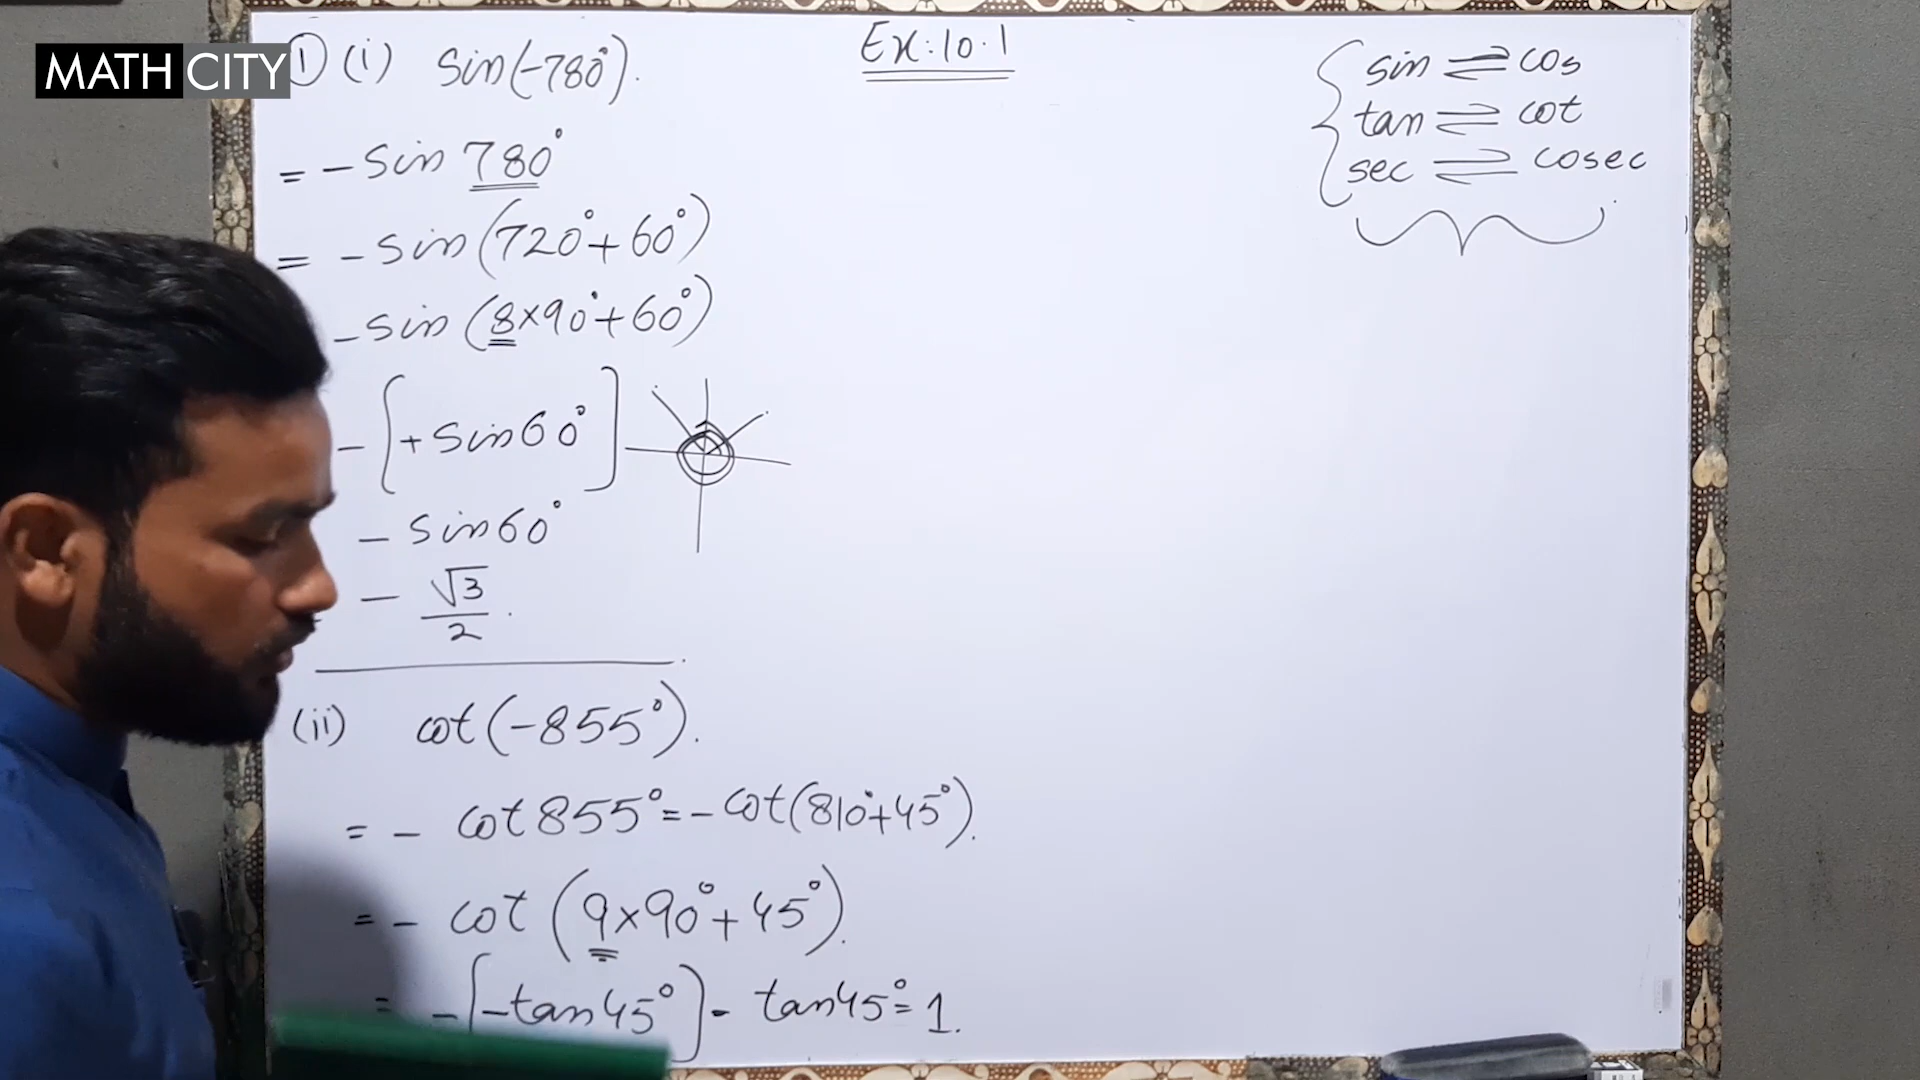 MATH CITY
① (i) Sin(-780°).
= - Sin 780°
= - Sin(720° + 60°)
- Sin (8×90° + 60°)
- [+ Sin60°]
- Sin60°
- √3/2.
(ii) cot(-855°).
= - cot 855° = - cot(810° + 45°).
= - cot (9×90° + 45°).
= - [-tan45°] = tan45° = 1.
Ex: 10.1
sin ⇌ cos
tan ⇌ cot
sec ⇌ cosec